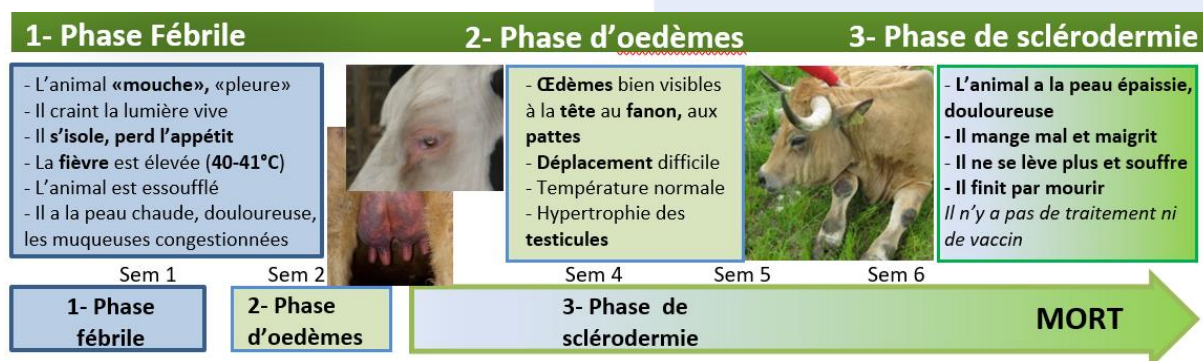 1- Phase Fébrile
2- Phase d’oedèmes
3- Phase de sclérodermie
- L’animal «mouche», «pleure»
- Il craint la lumière vive
- Il s’isole, perd l’appétit
- La fièvre est élevée (40-41°C)
- L’animal est essoufflé
- Il a la peau chaude, douloureuse,
les muqueuses congestionnées
- Œdèmes bien visibles
à la tête au fanon, aux
pattes
- Déplacement difficile
- Température normale
- Hypertrophie des
testicules
- L’animal a la peau épaissie,
douloureuse
- Il mange mal et maigrit
- Il ne se lève plus et souffre
- Il finit par mourir
Il n’y a pas de traitement ni
de vaccin
Sem 1
Sem 2
Sem 4
Sem 5
Sem 6
1- Phase
fébrile
2- Phase
d’oedèmes
3- Phase de
sclérodermie
MORT